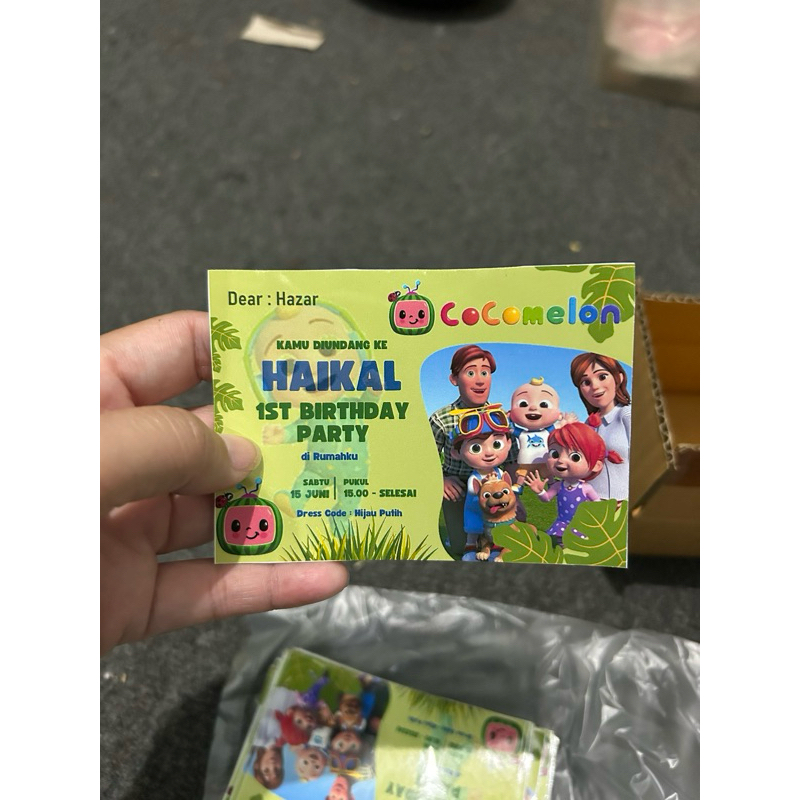 Dear : Hazar
CoComelon
KAMU DIUNDANG KE
HAIKAL
1ST BIRTHDAY
PARTY
di Rumahku
SABTU
15 JUNI
PUKUL
15.00 - SELESAI
Dress Code : Hijau Putih